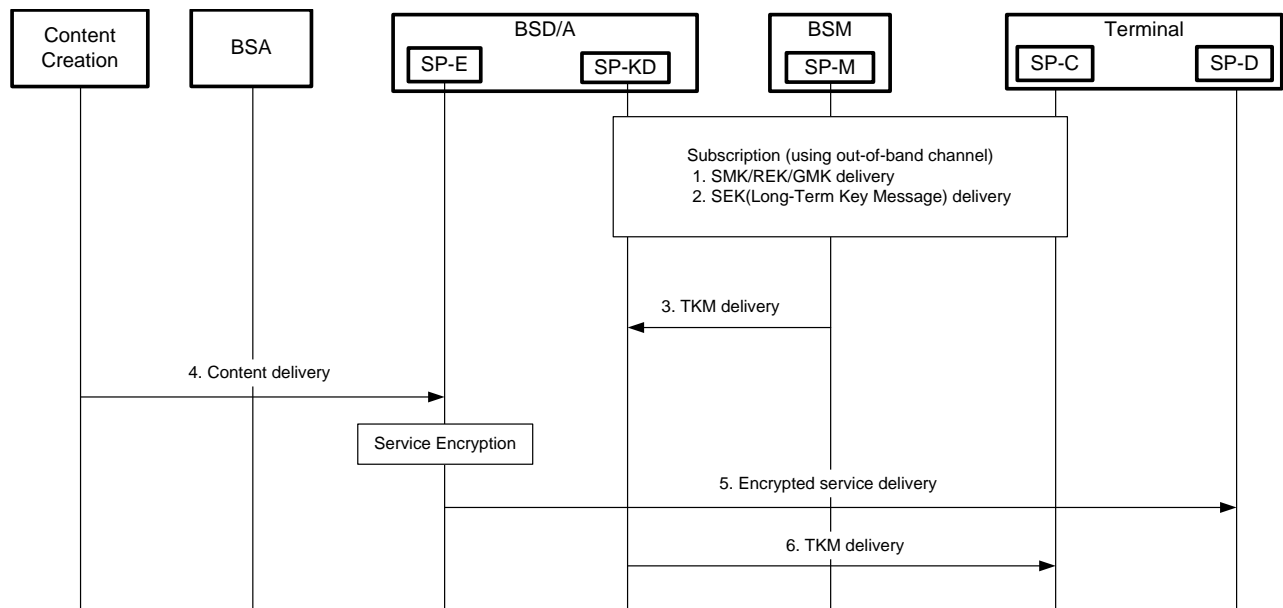 Content
Creation
BSA
BSD/A
SP-E
SP-KD
BSM
SP-M
Terminal
SP-C
SP-D
Subscription (using out-of-band channel)
1. SMK/REK/GMK delivery
2. SEK(Long-Term Key Message) delivery
3. TKM delivery
4. Content delivery
Service Encryption
5. Encrypted service delivery
6. TKM delivery